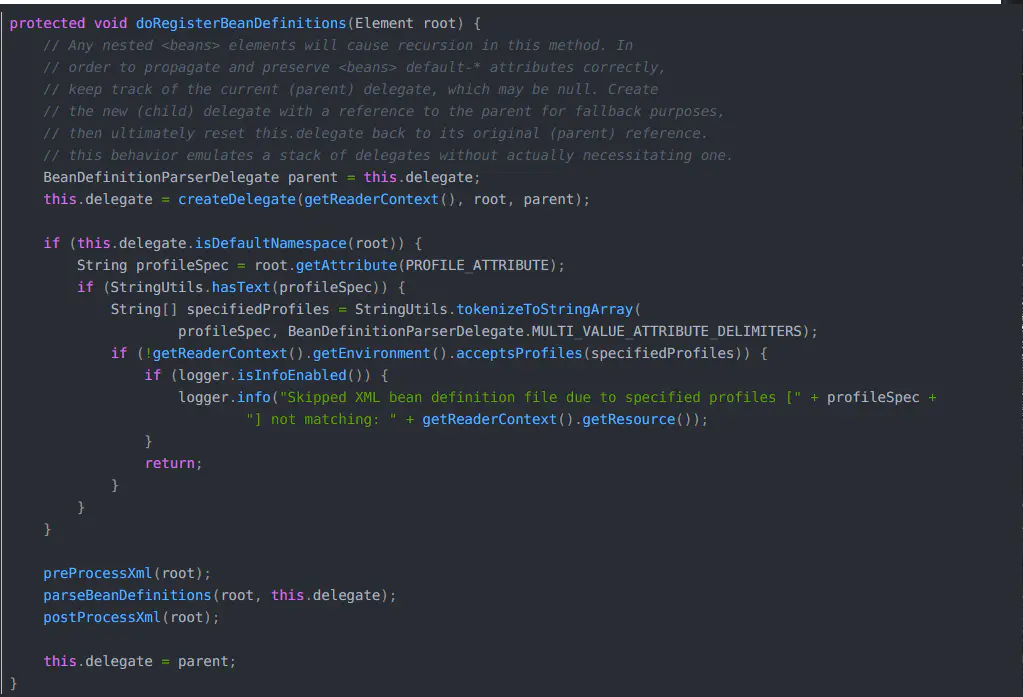 protected void doRegisterBeanDefinitions(Element root) {
    // Any nested <beans> elements will cause recursion in this method. In
    // order to propagate and preserve <beans> default-* attributes correctly,
    // keep track of the current (parent) delegate, which may be null. Create
    // the new (child) delegate with a reference to the parent for fallback purposes,
    // then ultimately reset this.delegate back to its original (parent) reference.
    // this behavior emulates a stack of delegates without actually necessitating one.
    BeanDefinitionParserDelegate parent = this.delegate;
    this.delegate = createDelegate(getReaderContext(), root, parent);

    if (this.delegate.isDefaultNamespace(root)) {
        String profileSpec = root.getAttribute(PROFILE_ATTRIBUTE);
        if (StringUtils.hasText(profileSpec)) {
            String[] specifiedProfiles = StringUtils.tokenizeToStringArray(
                    profileSpec, BeanDefinitionParserDelegate.MULTI_VALUE_ATTRIBUTE_DELIMITERS);
            if (!getReaderContext().getEnvironment().acceptsProfiles(specifiedProfiles)) {
                if (logger.isInfoEnabled()) {
                    logger.info("Skipped XML bean definition file due to specified profiles [" + profileSpec +
                            "] not matching: " + getReaderContext().getResource());
                }
                return;
            }
        }
    }

    preProcessXml(root);
    parseBeanDefinitions(root, this.delegate);
    postProcessXml(root);

    this.delegate = parent;
}